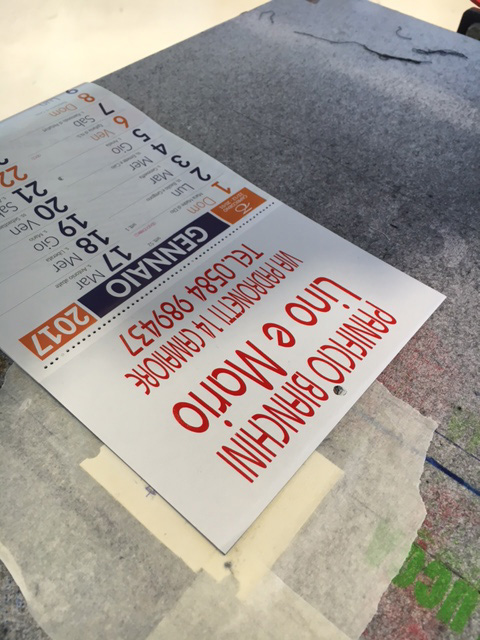 PANIFICIO BIANCHINI
Lino e Mario
VIA PAPPONETTI 14 CAMAIORE
TEL.0584 989437
GENNAIO
2017
1 Dom
2 Lun
3 Mar
4 Mer
5 Gio
6 Ven
7 Sab
8 Dom
17 Mar
18 Mer
19 Gio
20 Ven
21 Sa
22